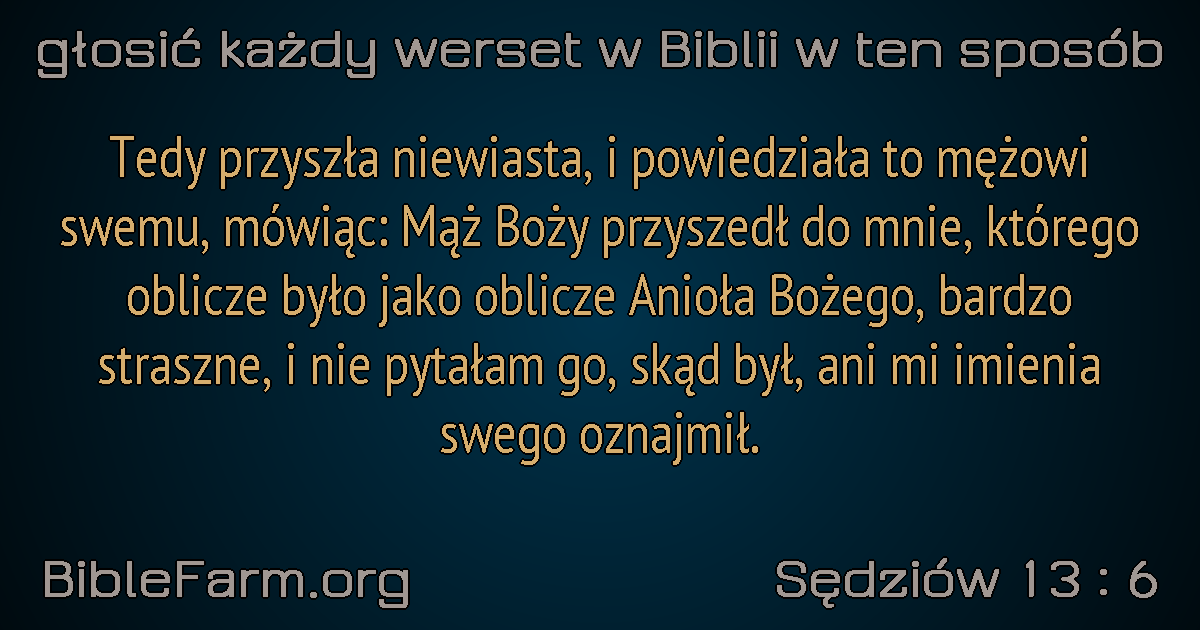 głosić każdy werset w Biblii w ten sposób
Tedy przyszła niewiasta, i powiedziała to mężowi
swemu, mówiąc: Mąż Boży przyszedł do mnie, którego
oblicze było jako oblicze Anioła Bożego, bardzo
straszne, i nie pytałam go, skąd był, ani mi imienia
swego oznajmił.
BibleFarm.org
Sędziów 13 : 6